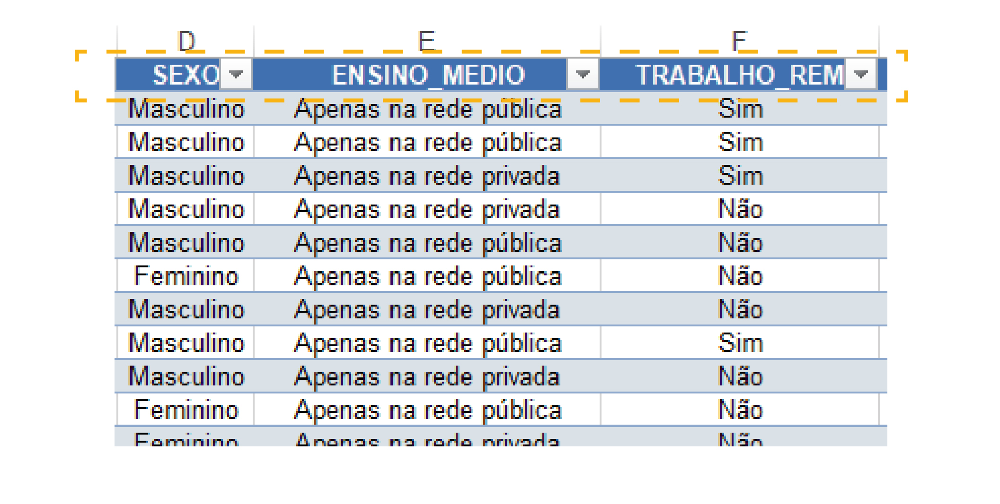 D E F
SEXO ENSINO_MEDIO TRABALHO_REM
Masculino Apenas na rede pública Sim
Masculino Apenas na rede pública Sim
Masculino Apenas na rede privada Sim
Masculino Apenas na rede privada Não
Masculino Apenas na rede pública Não
Feminino Apenas na rede pública Não
Masculino Apenas na rede privada Não
Masculino Apenas na rede pública Sim
Masculino Apenas na rede privada Não
Feminino Apenas na rede pública Não
Feminino Apenas na rede privada Não